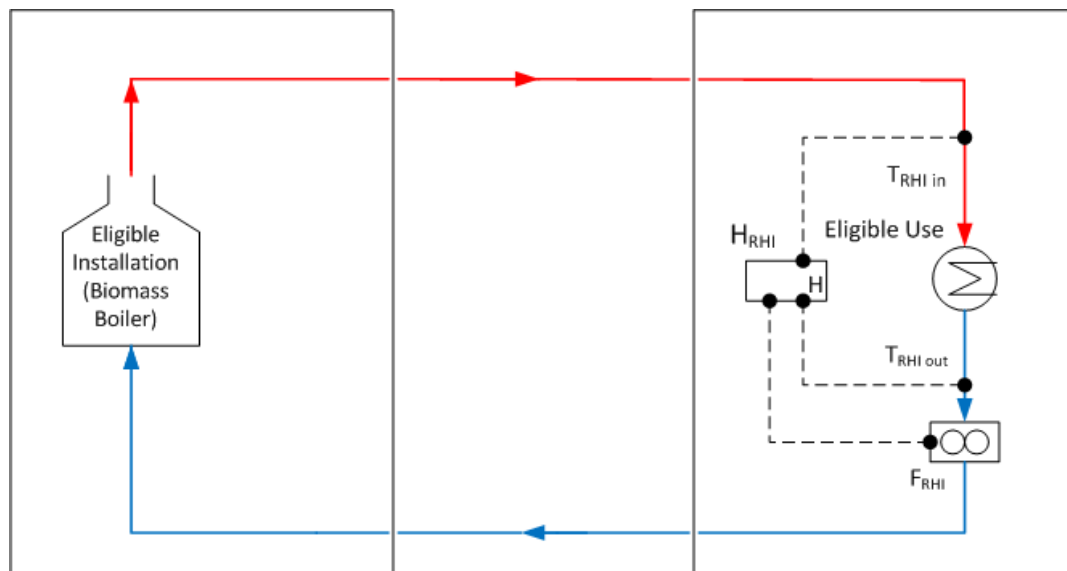 Eligible
Installation
(Biomass
Boiler)
T_RHI in
Eligible Use
H_RHI
H
T_RHI out
F_RHI